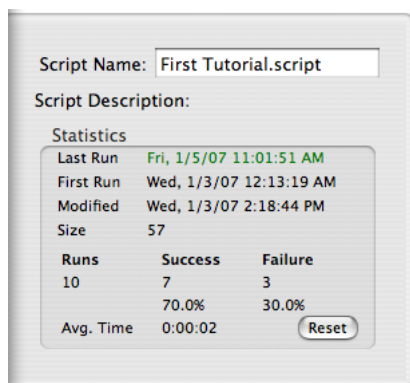 Script Name: First Tutorial.script
Script Description:
Statistics
Last Run Fri, 1/5/07 11:01:51 AM
First Run Wed, 1/3/07 12:13:19 AM
Modified Wed, 1/3/07 2:18:44 PM
Size 57
Runs Success Failure
10 7 3
70.0% 30.0%
Avg. Time 0:00:02 Reset